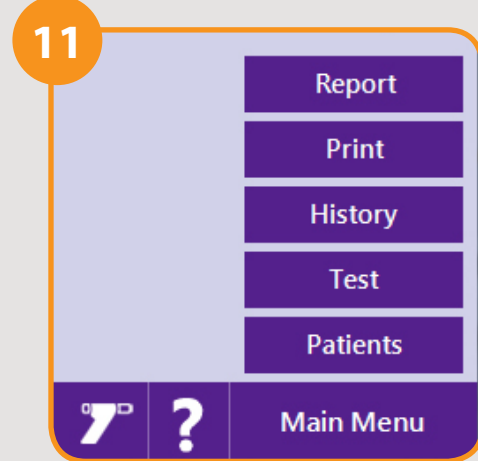 11
Report
Print
History
Test
Patients
? Main Menu